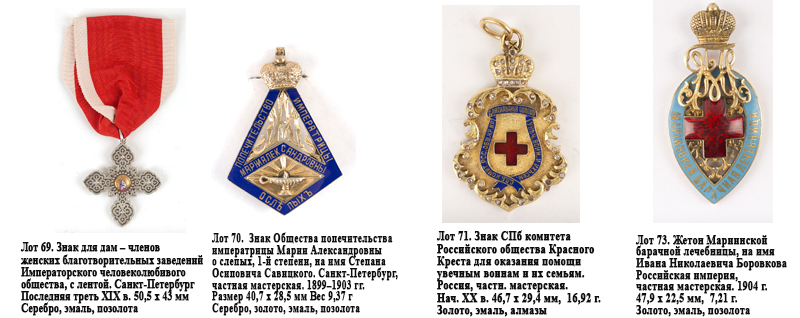 ПОПЕЧИТЕЛЬСТВО
ИМПЕРАТРИЦЫ
МАРІИ АЛЕКСАНДРОВНЫ
О СЛѢПЫХЪ
Лот 69. Знак для дам – членов
женских благотворительных заведений
Императорского человеколюбивого
общества, с лентой. Санкт-Петербург
Последняя треть XIX в. 50,5 х 43 мм
Серебро, эмаль, позолота
Лот 70. Знак Общества попечительства
императрицы Марии Александровны
о слепых, 1-й степени, на имя Степана
Осиповича Савицкого. Санкт-Петербург,
частная мастерская. 1899–1903 гг.
Размер 40,7 х 28,5 мм Вес 9,37 г
Серебро, золото, эмаль, позолота
Лот 71. Знак СПб комитета
Российского общества Красного
Креста для оказания помощи
увечным воинам и их семьям.
Россия, частн. мастерская.
Нач. XX в. 46,7 х 29,4 мм, 16,92 г.
Золото, эмаль, алмазы
Лот 73. Жетон Мариинской
барачной лечебницы, на имя
Ивана Николаевича Боровкова
Российская империя,
частная мастерская. 1904 г.
47,9 х 22,5 мм, 7,21 г.
Золото, эмаль, позолота